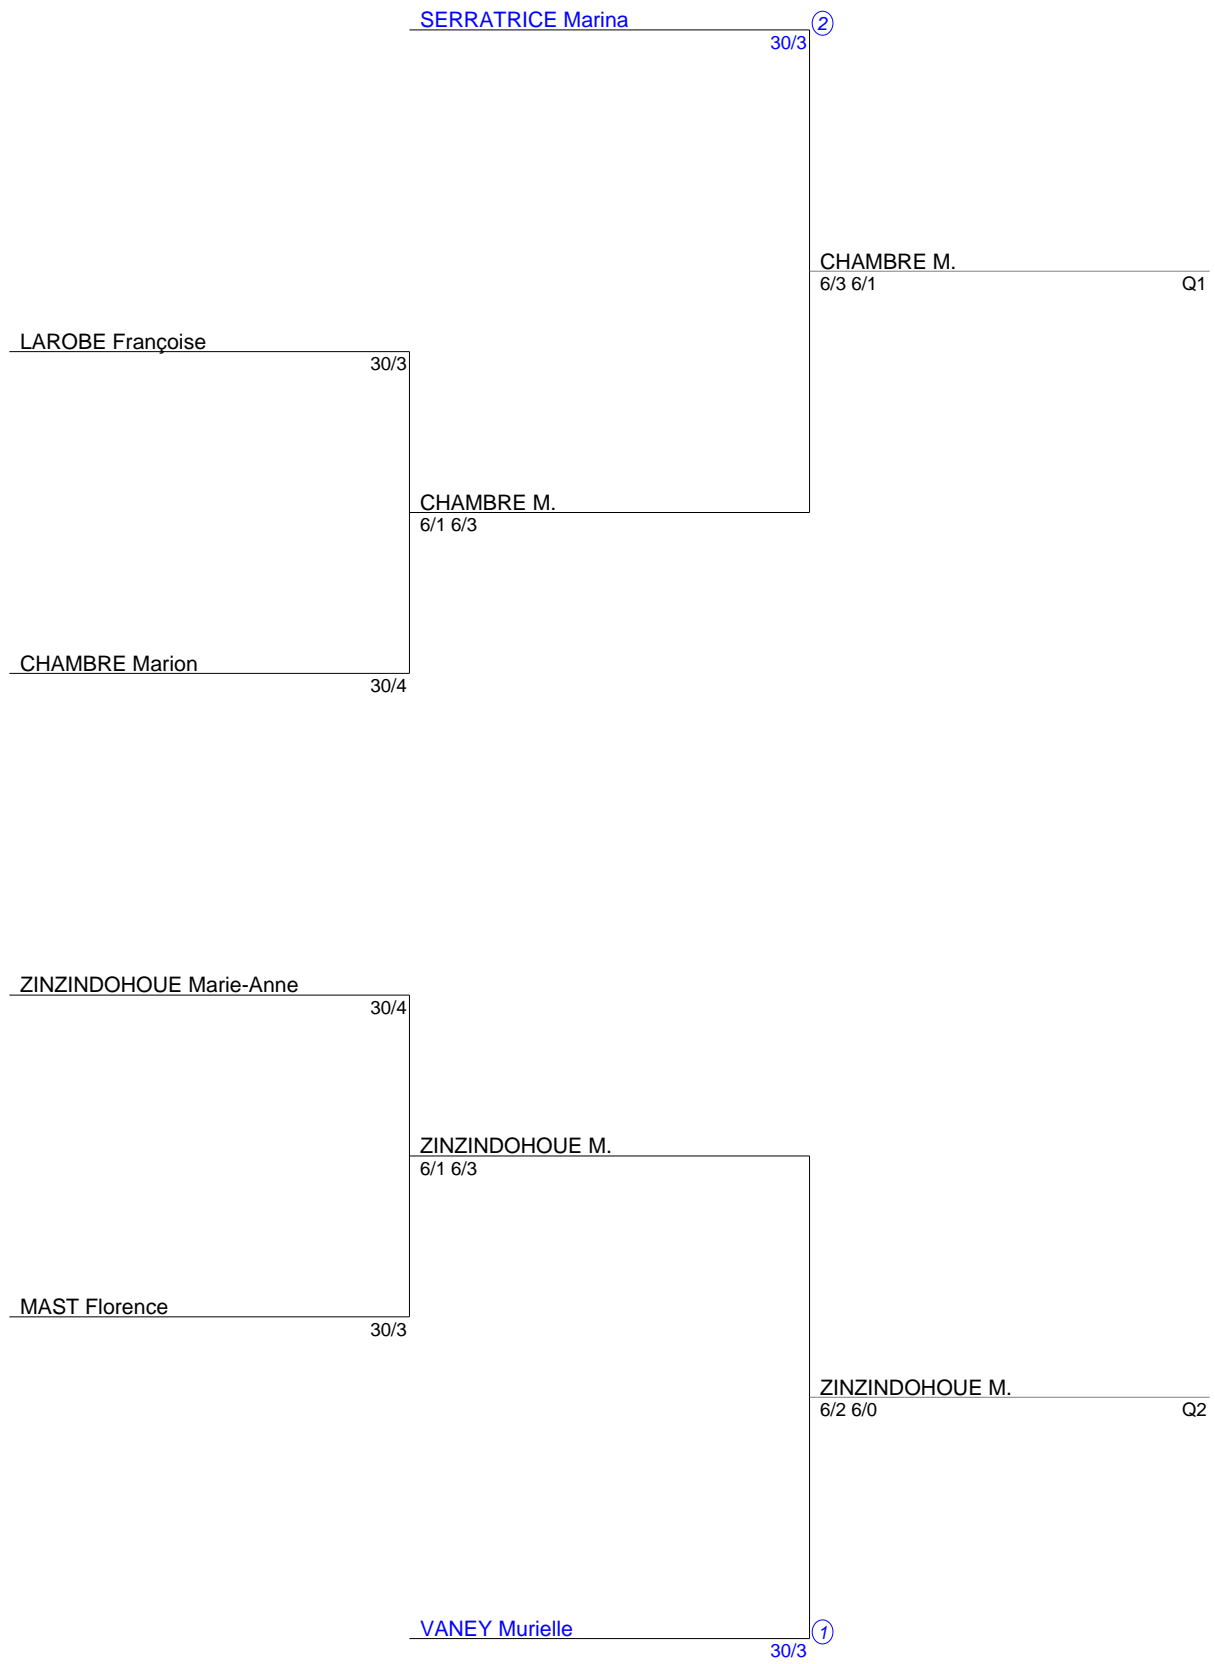 SERRATRICE Marina
2
30/3
CHAMBRE M.
6/3 6/1
Q1
LAROBE Françoise
30/3
CHAMBRE M.
6/1 6/3
CHAMBRE Marion
30/4
ZINZINDOHOUE Marie-Anne
30/4
ZINZINDOHOUE M.
6/1 6/3
MAST Florence
30/3
ZINZINDOHOUE M.
6/2 6/0
Q2
VANEY Murielle
1
30/3